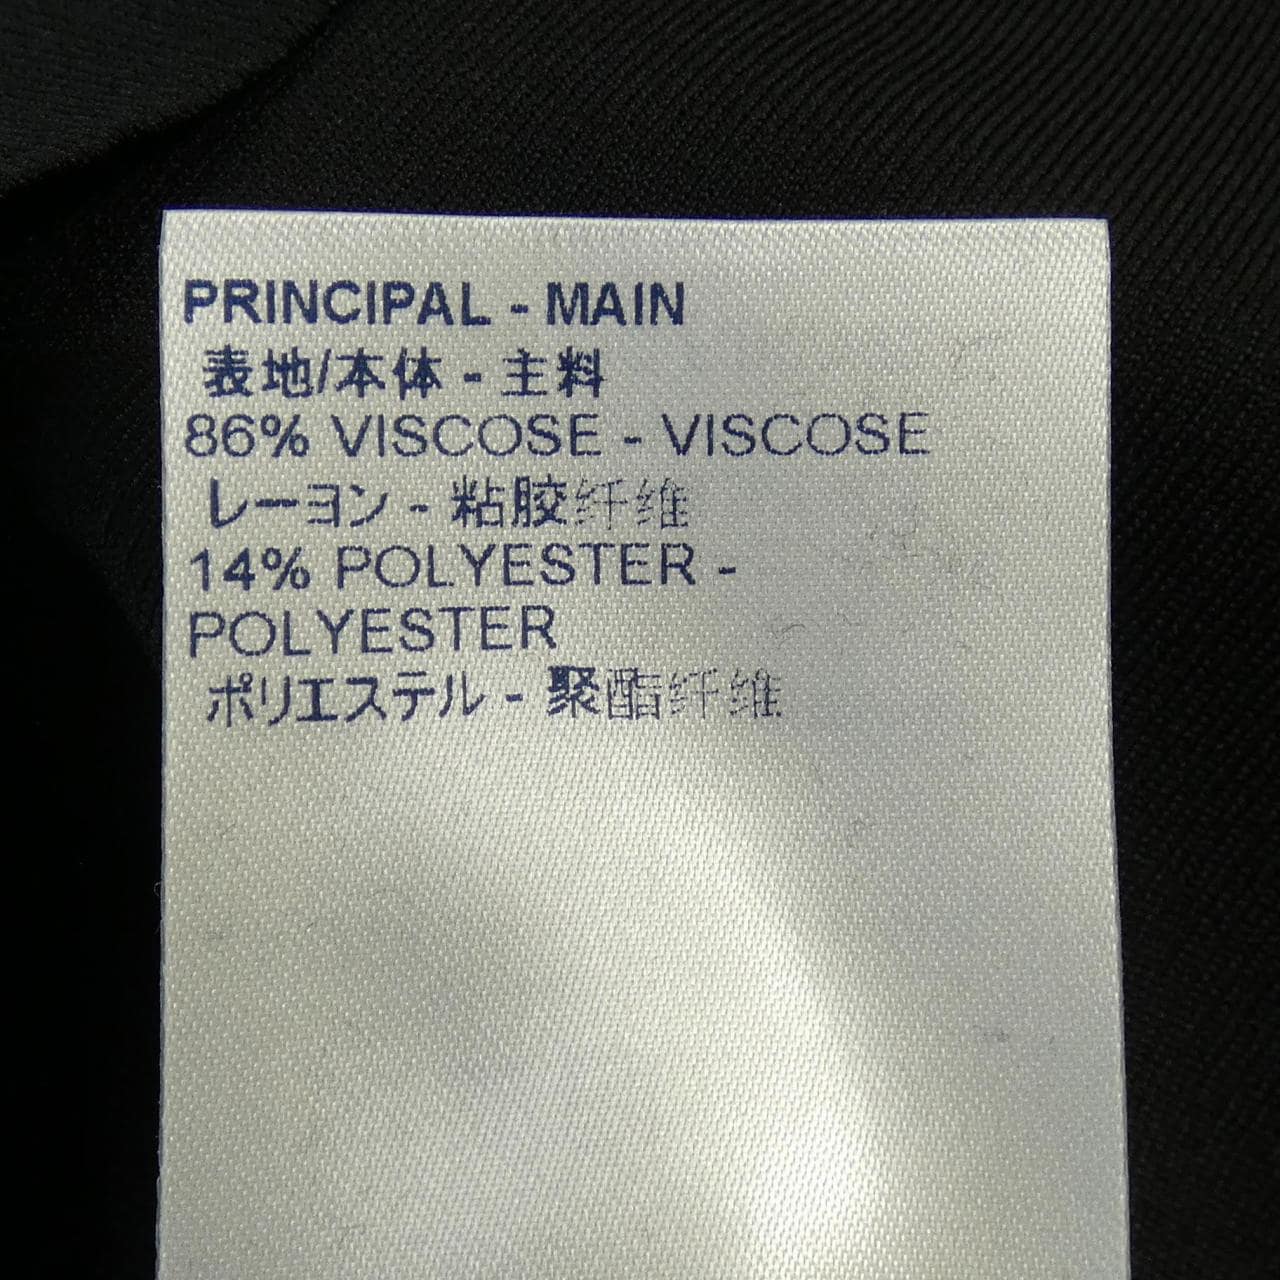 PRINCIPAL - MAIN
表地/本体 - 主料
86% VISCOSE - VISCOSE
レーヨン - 粘胶纤维
14% POLYESTER -
POLYESTER
ポリエステル - 聚酯纤维